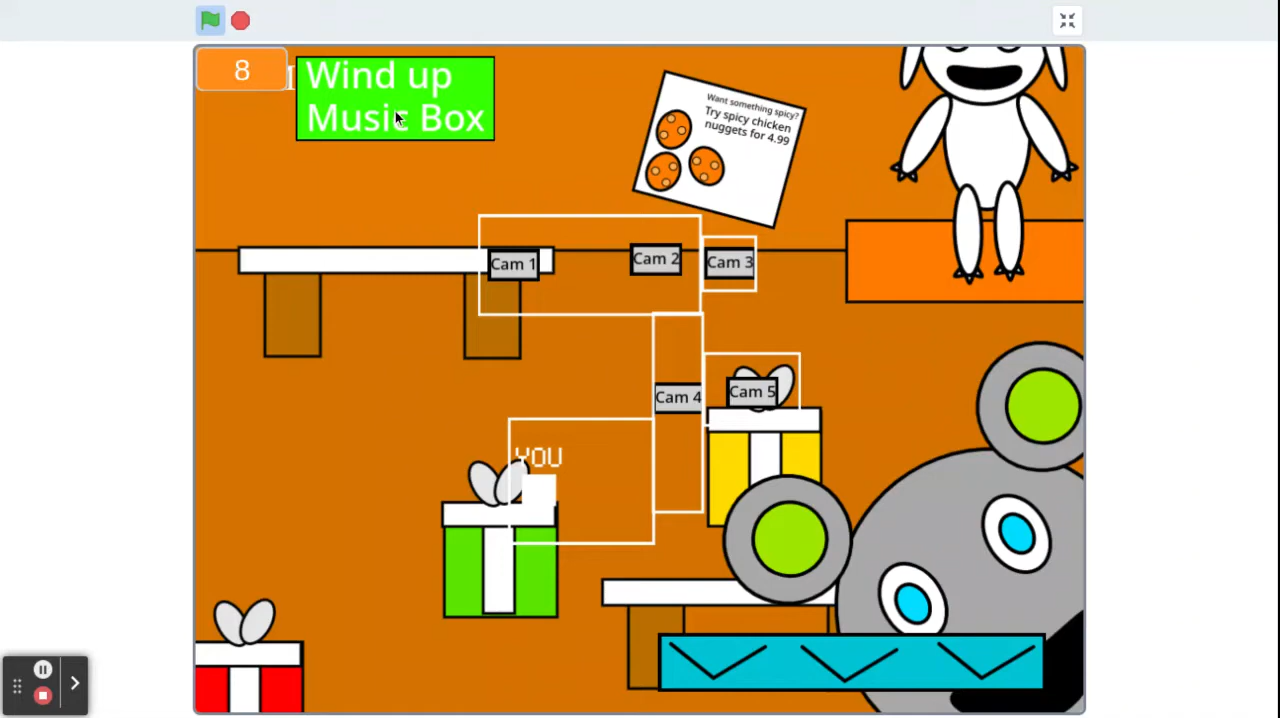 8
Wind up
Music Box
Want something spicy?
Try spicy chicken
nuggets for 4.99
Cam 1
Cam 2
Cam 3
Cam 4
Cam 5
YOU